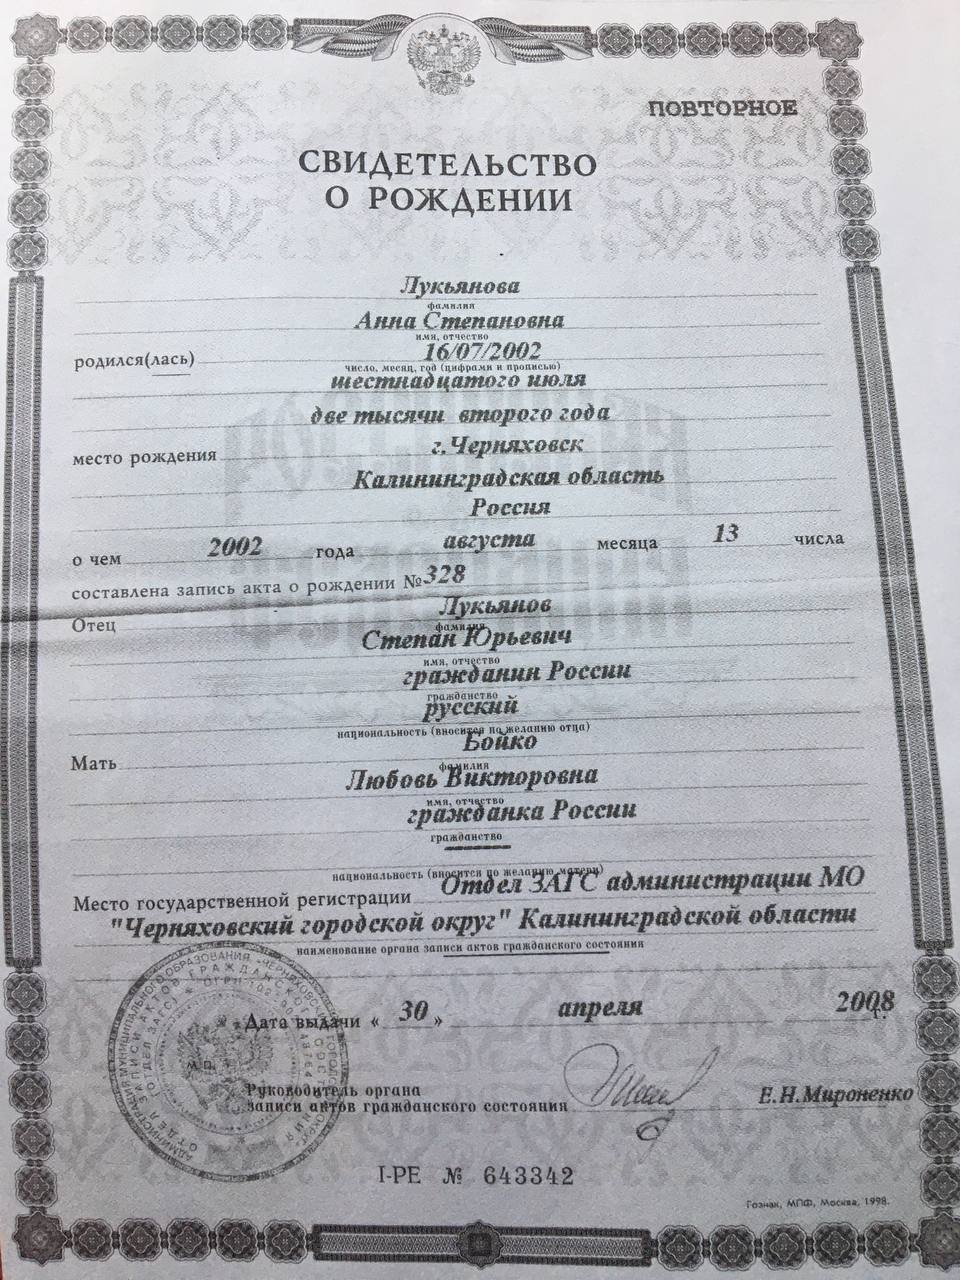 ПОВТОРНОЕ
СВИДЕТЕЛЬСТВО
О РОЖДЕНИИ
Лукьянова
фамилия
Анна Степановна
имя, отчество
родился(лась) 16/07/2002
число, месяц, год (цифрами и прописью)
шестнадцатого июля
две тысячи второго года
место рождения г.Черняховск
Калининградская область
Россия
о чем 2002 года августа месяца 13 числа
составлена запись акта о рождении №328
Отец Лукьянов
фамилия
Степан Юрьевич
имя, отчество
гражданин России
гражданство
русский
национальность (вносится по желанию отца)
Мать Бойко
фамилия
Любовь Викторовна
имя, отчество
гражданка России
гражданство
национальность (вносится по желанию матери)
Место государственной регистрации Отдел ЗАГС администрации МО
"Черняховский городской округ" Калининградской области
наименование органа записи актов гражданского состояния
Дата выдачи « 30 » апреля 2008 г.
М.П.
Руководитель органа
записи актов гражданского состояния Е.Н.Мироненко
I-РЕ № 643342
Гознак, МПФ, Москва, 1998.